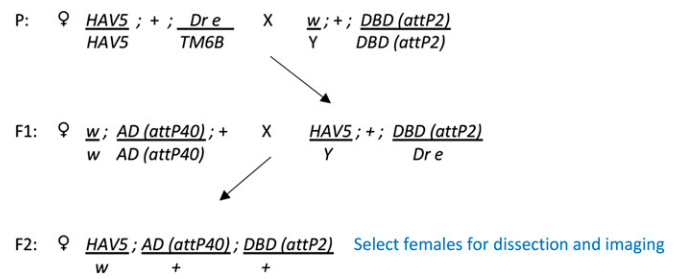 P: ♀ HAV5 ; + ; Dr e X w ; + ; DBD (attP2)
HAV5 TM6B Y DBD (attP2)
F1: ♀ w ; AD (attP40) ; + X HAV5 ; + ; DBD (attP2)
w AD (attP40) Y Dr e
F2: ♀ HAV5 ; AD (attP40) ; DBD (attP2) Select females for dissection and imaging
w + +